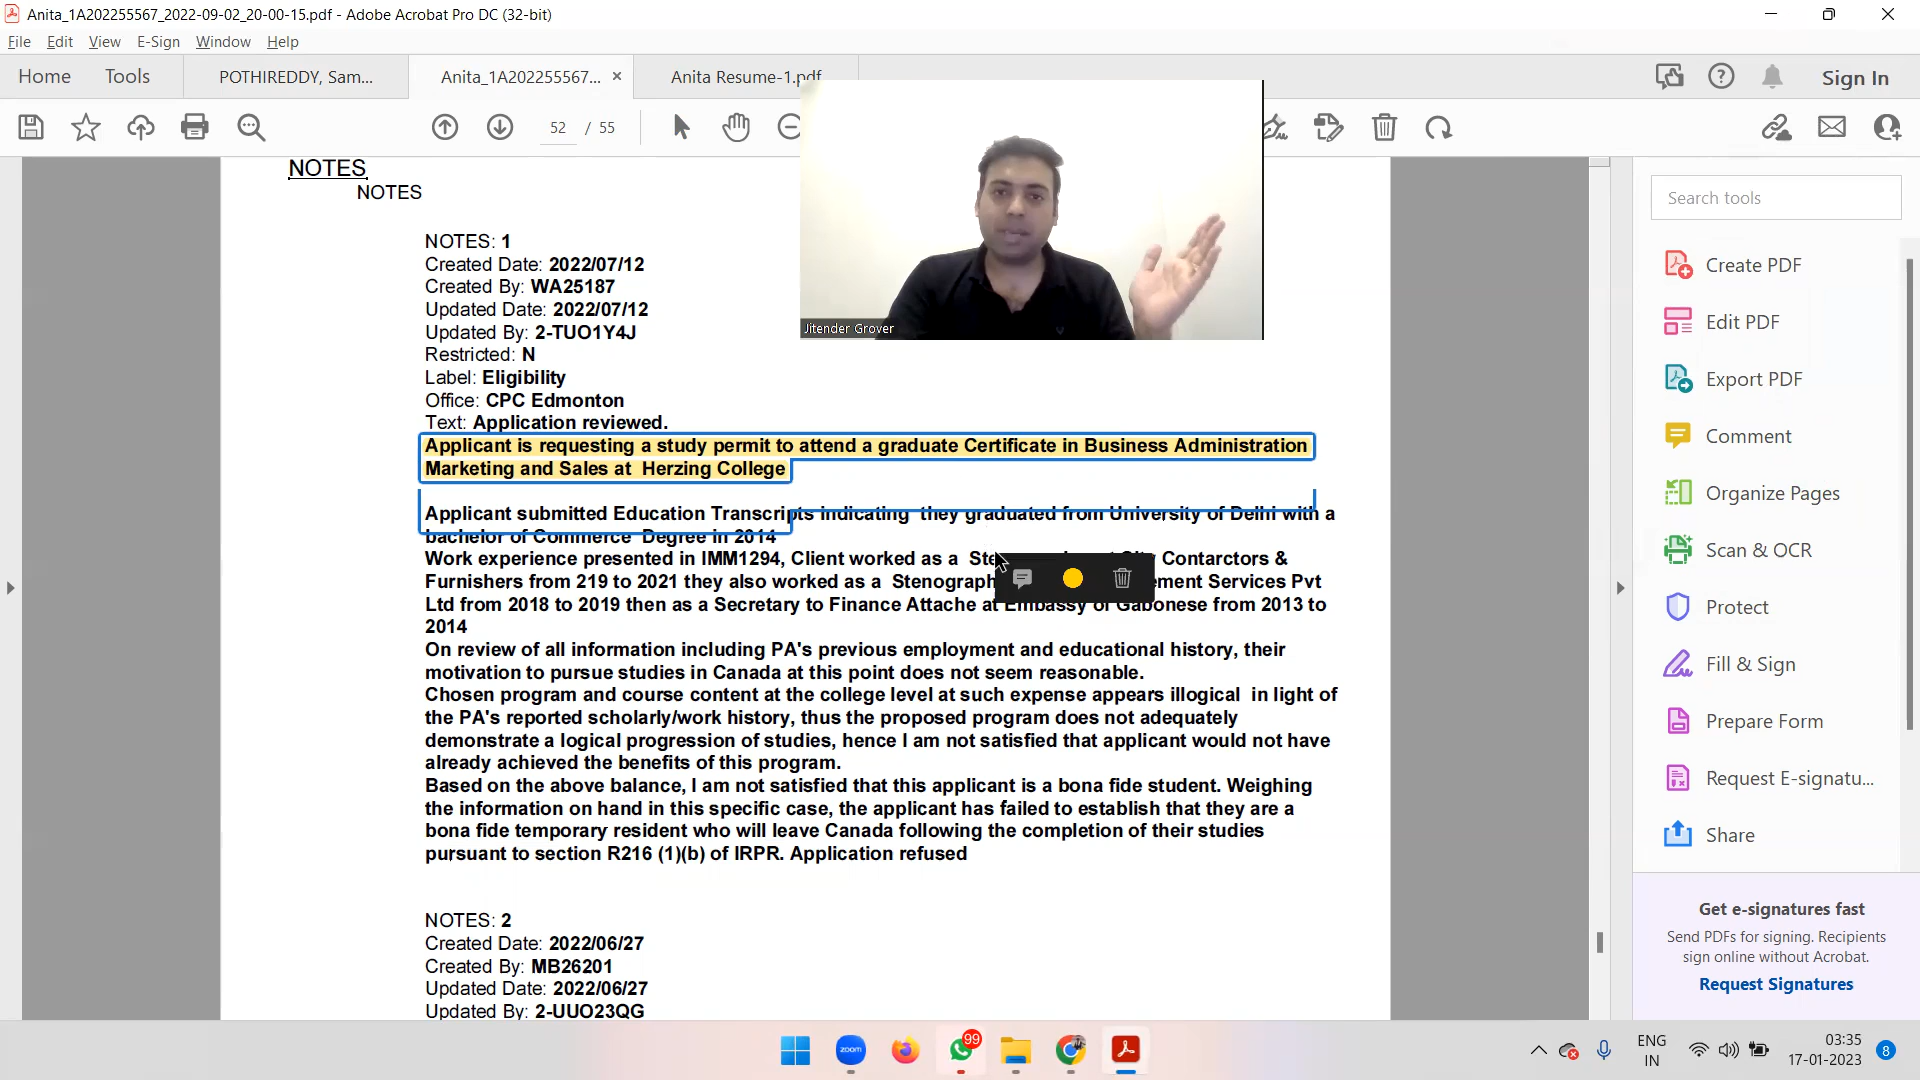 Anita_1A202255567_2022-09-02_20-00-15.pdf - Adobe Acrobat Pro DC (32-bit)
File Edit View E-Sign Window Help
Home Tools POTHIREDDY, Sam... Anita_1A202255567... × Anita Resume-1.pdf Sign In
52 / 55
NOTES
NOTES
Jitender Grover
NOTES: 1
Created Date: 2022/07/12
Created By: WA25187
Updated Date: 2022/07/12
Updated By: 2-TUO1Y4J
Restricted: N
Label: Eligibility
Office: CPC Edmonton
Text: Application reviewed.
Applicant is requesting a study permit to attend a graduate Certificate in Business Administration
Marketing and Sales at Herzing College
Applicant submitted Education Transcripts indicating they graduated from University of Delhi with a
bachelor of Commerce Degree in 2014
Work experience presented in IMM1294, Client worked as a Contarctors &
Furnishers from 219 to 2021 they also worked as a Stenograph ement Services Pvt
Ltd from 2018 to 2019 then as a Secretary to Finance Attache at Embassy of Gabonese from 2013 to
2014
On review of all information including PA's previous employment and educational history, their
motivation to pursue studies in Canada at this point does not seem reasonable.
Chosen program and course content at the college level at such expense appears illogical in light of
the PA's reported scholarly/work history, thus the proposed program does not adequately
demonstrate a logical progression of studies, hence I am not satisfied that applicant would not have
already achieved the benefits of this program.
Based on the above balance, I am not satisfied that this applicant is a bona fide student. Weighing
the information on hand in this specific case, the applicant has failed to establish that they are a
bona fide temporary resident who will leave Canada following the completion of their studies
pursuant to section R216 (1)(b) of IRPR. Application refused
NOTES: 2
Created Date: 2022/06/27
Created By: MB26201
Updated Date: 2022/06/27
Updated By: 2-UUO23QG
Search tools
Create PDF
Edit PDF
Export PDF
Comment
Organize Pages
Scan & OCR
Protect
Fill & Sign
Prepare Form
Request E-signatu...
Share
Get e-signatures fast
Send PDFs for signing. Recipients
sign online without Acrobat.
Request Signatures
zoom
99
ENG
IN
03:35
17-01-2023
8